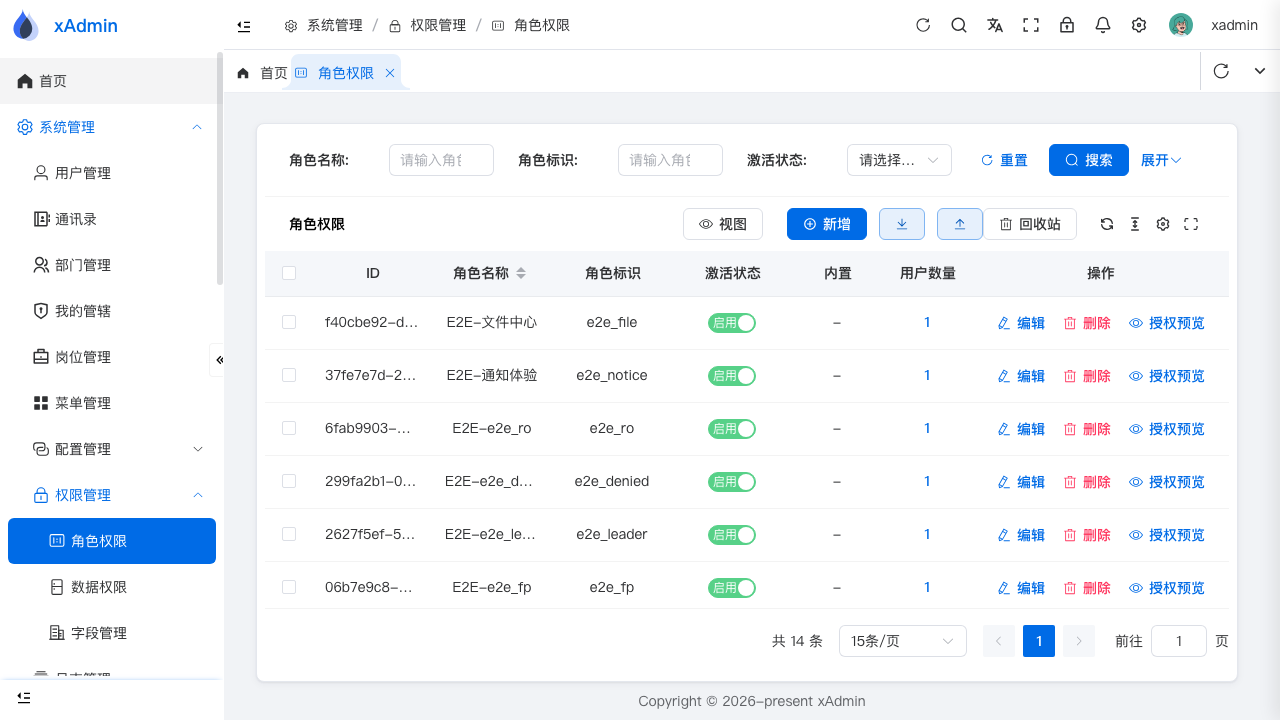 xAdmin
系统管理 / 权限管理 / 角色权限
xadmin
首页
系统管理
用户管理
通讯录
部门管理
我的管辖
岗位管理
菜单管理
配置管理
权限管理
角色权限
数据权限
字段管理
首页 角色权限
角色名称: 请输入角色 角色标识: 请输入角色 激活状态: 请选择... 重置 搜索 展开
角色权限 视图 新增 回收站
ID 角色名称 角色标识 激活状态 内置 用户数量 操作
f40cbe92-d... E2E-文件中心 e2e_file 启用 - 1 编辑 删除 授权预览
37fe7e7d-2... E2E-通知体验 e2e_notice 启用 - 1 编辑 删除 授权预览
6fab9903-... E2E-e2e_ro e2e_ro 启用 - 1 编辑 删除 授权预览
299fa2b1-0... E2E-e2e_d... e2e_denied 启用 - 1 编辑 删除 授权预览
2627f5ef-5... E2E-e2e_le... e2e_leader 启用 - 1 编辑 删除 授权预览
06b7e9c8-... E2E-e2e_fp e2e_fp 启用 - 1 编辑 删除 授权预览
共 14 条 15条/页 1 前往 1 页
Copyright © 2026-present xAdmin